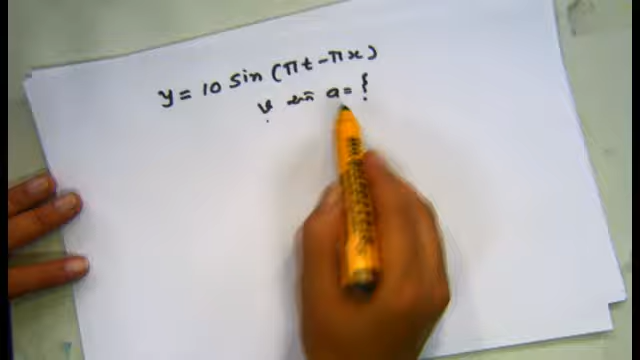 y = 10 sin (πt - πx)
a = ?